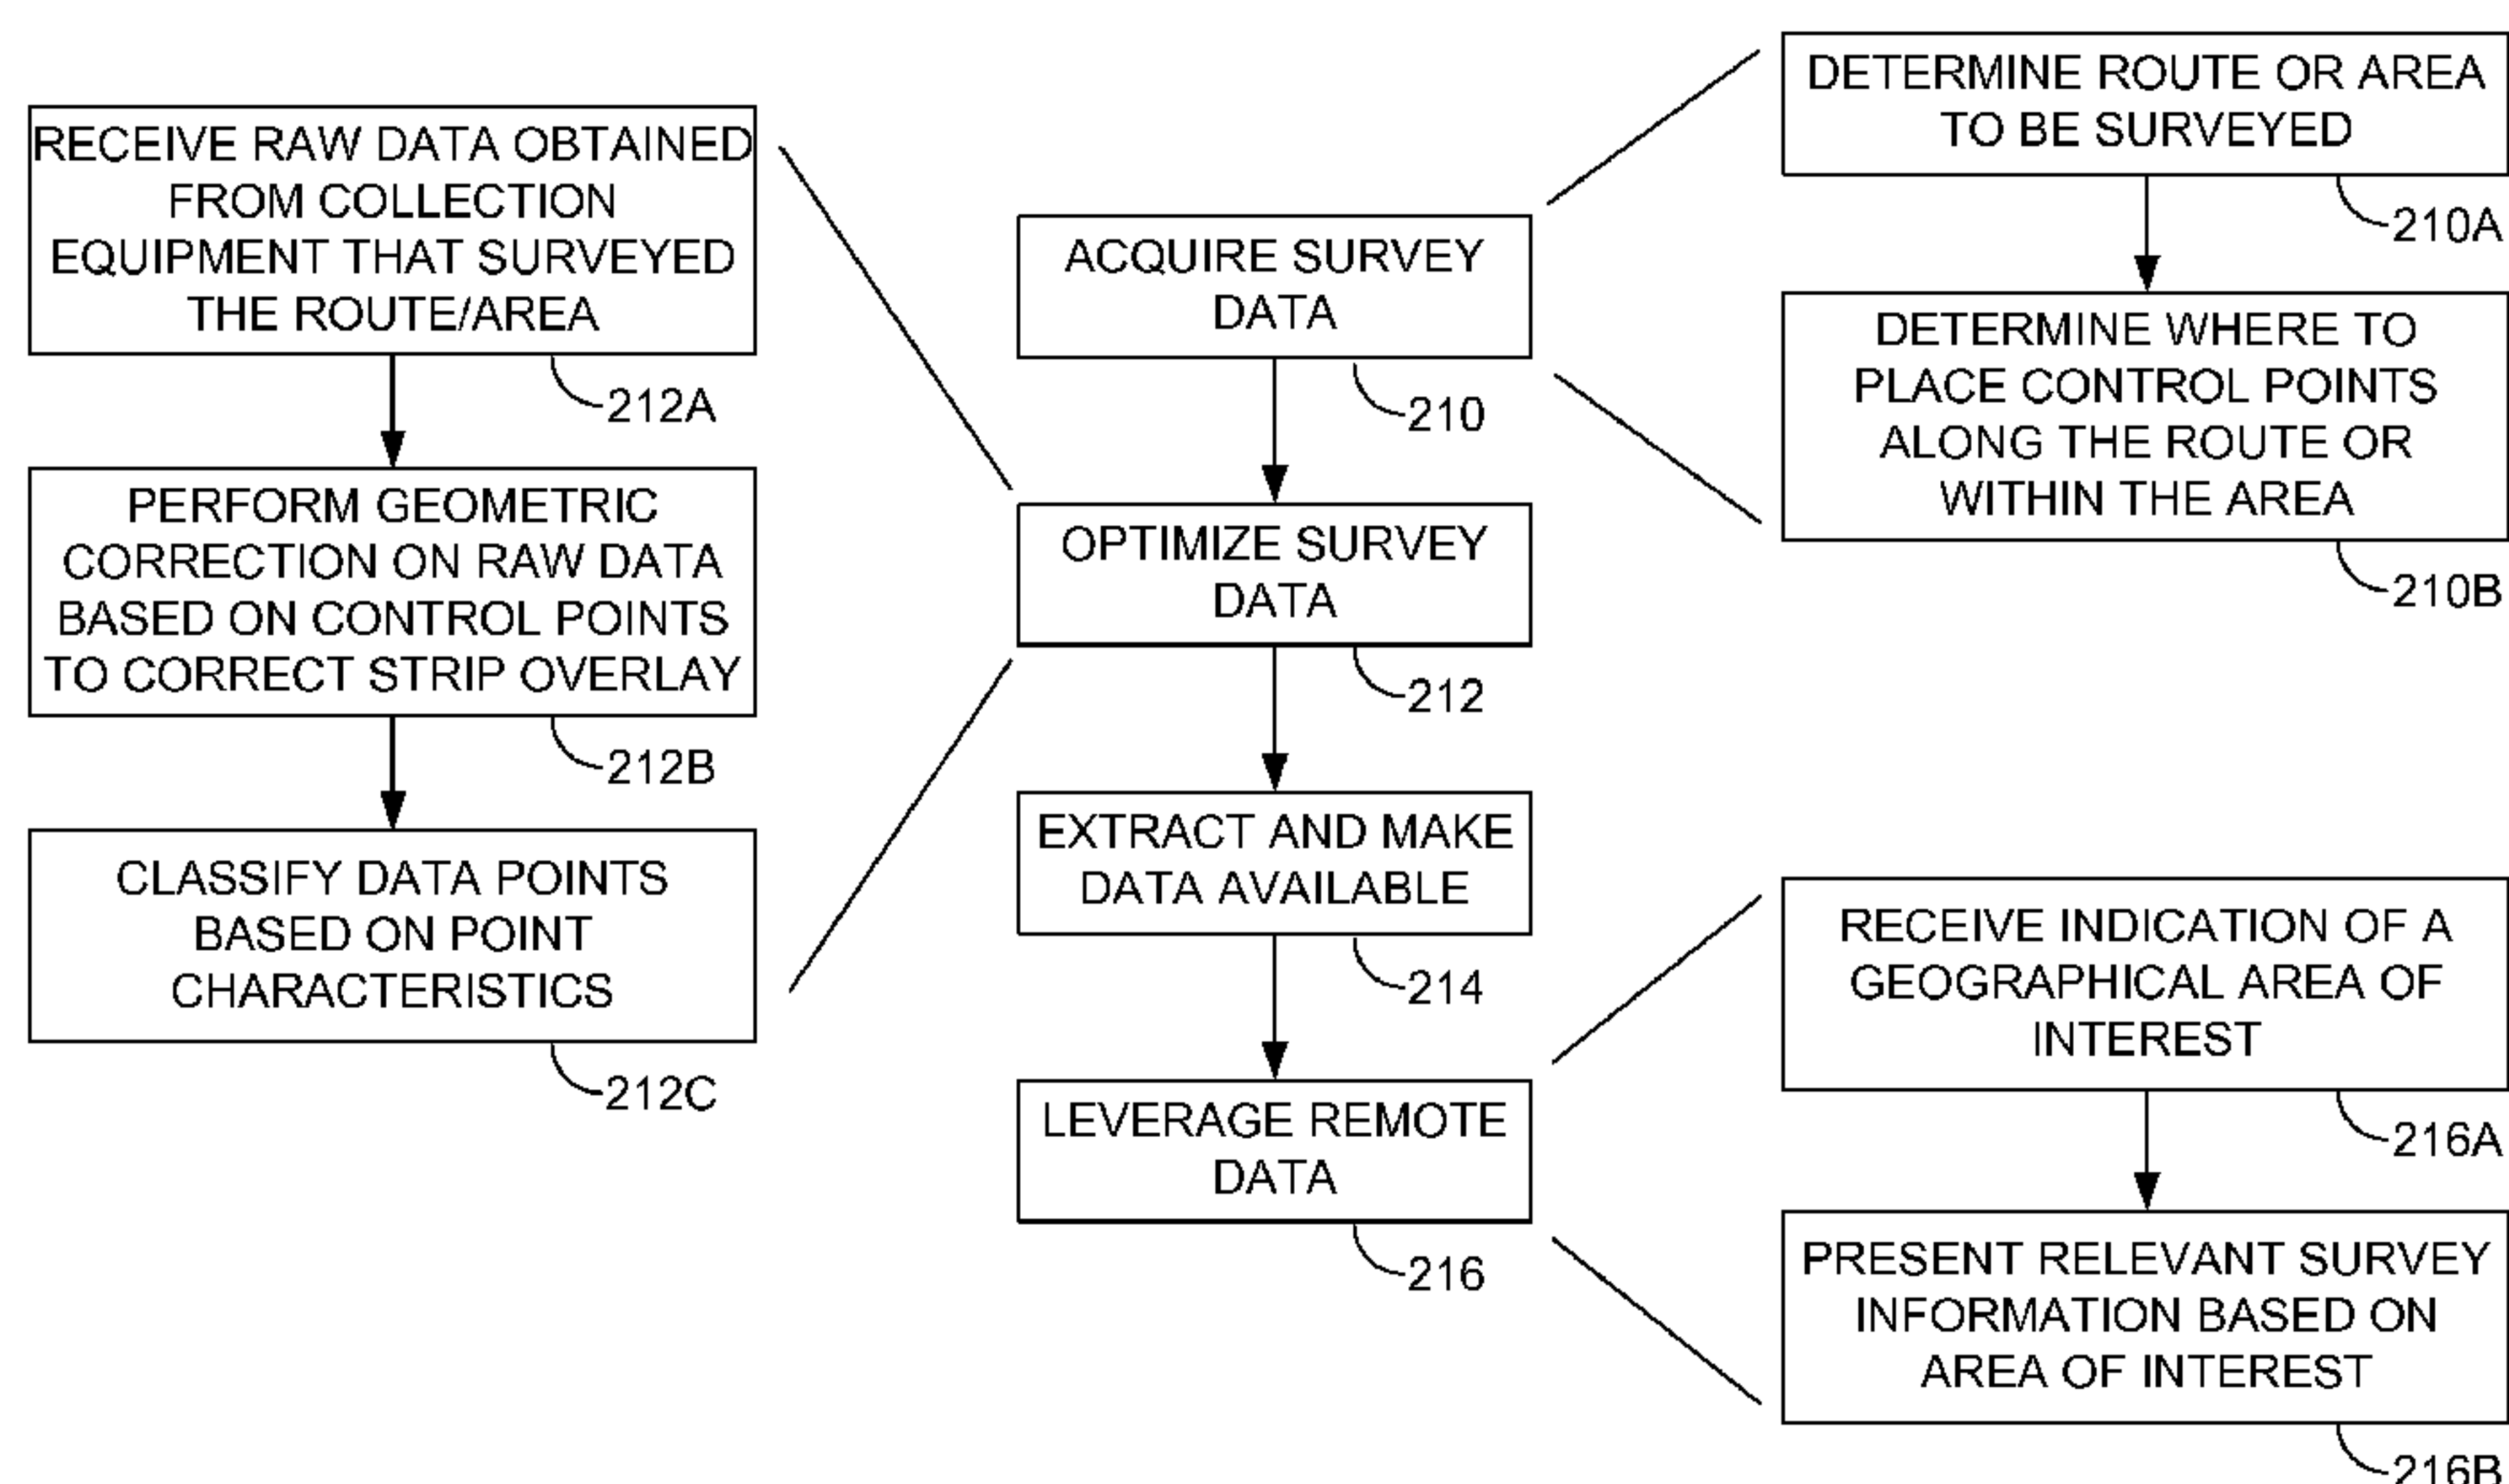 RECEIVE RAW DATA OBTAINED
FROM COLLECTION
EQUIPMENT THAT SURVEYED
THE ROUTE/AREA
212A
PERFORM GEOMETRIC
CORRECTION ON RAW DATA
BASED ON CONTROL POINTS
TO CORRECT STRIP OVERLAY
212B
CLASSIFY DATA POINTS
BASED ON POINT
CHARACTERISTICS
212C
ACQUIRE SURVEY
DATA
210
OPTIMIZE SURVEY
DATA
212
EXTRACT AND MAKE
DATA AVAILABLE
214
LEVERAGE REMOTE
DATA
216
DETERMINE ROUTE OR AREA
TO BE SURVEYED
210A
DETERMINE WHERE TO
PLACE CONTROL POINTS
ALONG THE ROUTE OR
WITHIN THE AREA
210B
RECEIVE INDICATION OF A
GEOGRAPHICAL AREA OF
INTEREST
216A
PRESENT RELEVANT SURVEY
INFORMATION BASED ON
AREA OF INTEREST
216B